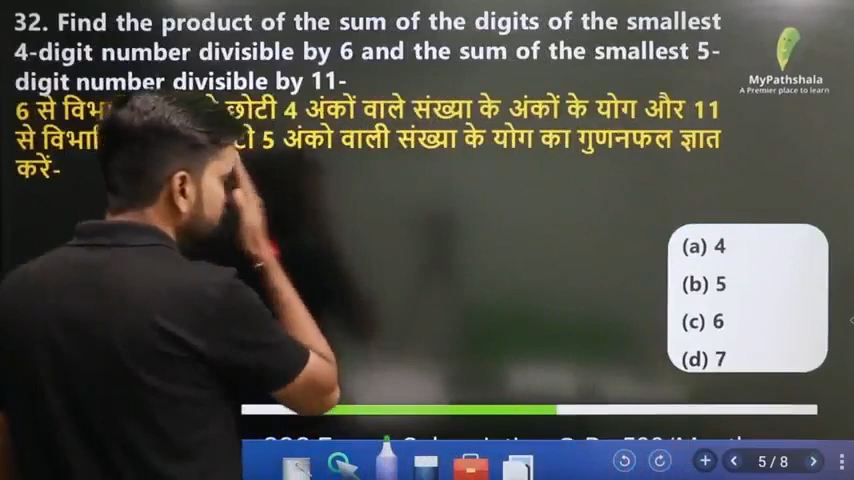 32. Find the product of the sum of the digits of the smallest
4-digit number divisible by 6 and the sum of the smallest 5-
digit number divisible by 11-
6 से छोटी 4 अंकों वाले संख्या के अंकों के योग और 11
से 5 अंको वाली संख्या के योग का गुणनफल ज्ञात
करें-
MyPathshala
A Premier place to learn
(a) 4
(b) 5
(c) 6
(d) 7
5/8